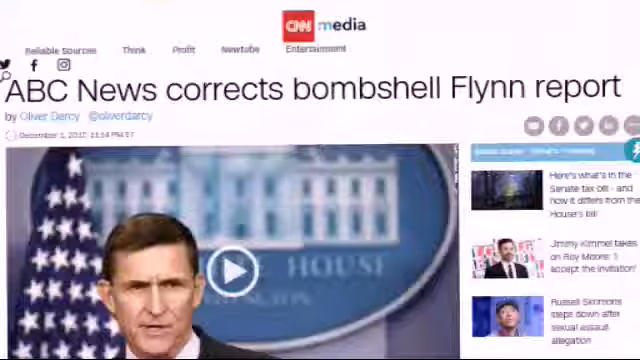 CNN media
Reliable Sources Think Profit Newtube Entertainment
ABC News corrects bombshell Flynn report
by Oliver Darcy @oliverdarcy
December 1, 2017: 11:14 PM ET
Here's what's in the
Senate tax bill - and
how it differs from the
House's bill
Jimmy Kimmel takes
on Roy Moore: 'I
accept the invitation'
Russell Simmons
steps down after
sexual assault
allegation
HOUSE